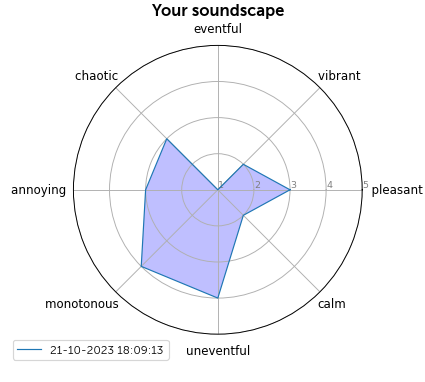 Your soundscape
eventful
chaotic
vibrant
annoying
1 2 3 4 5
pleasant
monotonous
calm
21-10-2023 18:09:13
uneventful